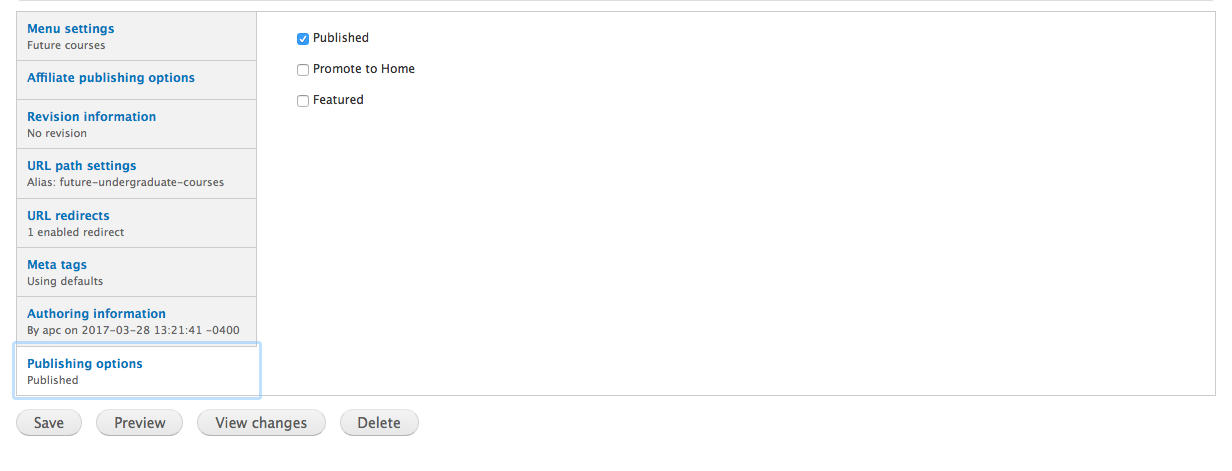 Menu settings
Future courses
Affiliate publishing options
Revision information
No revision
URL path settings
Alias: future-undergraduate-courses
URL redirects
1 enabled redirect
Meta tags
Using defaults
Authoring information
By apc on 2017-03-28 13:21:41 -0400
Publishing options
Published
Published
Promote to Home
Featured
Save Preview View changes Delete